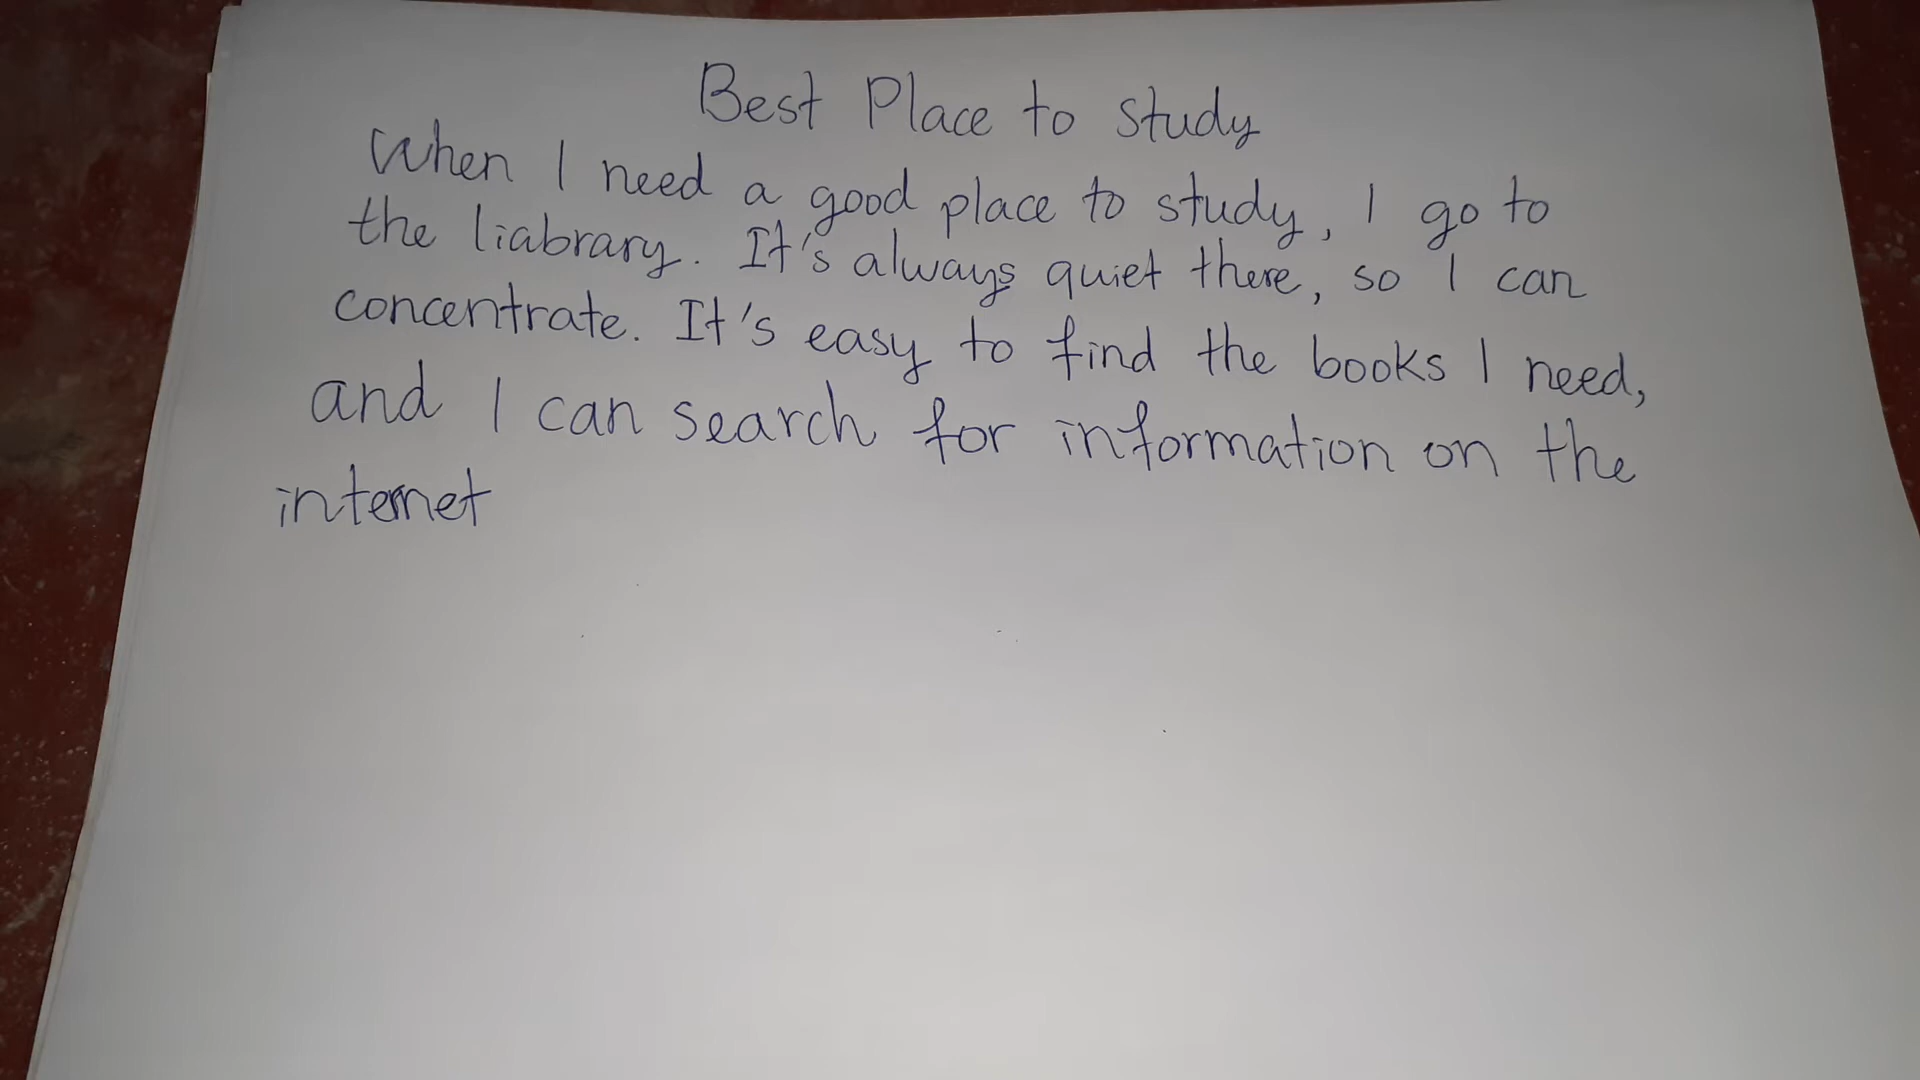 Best Place to study
When I need a good place to study, I go to
the liabrary. It's always quiet there, so I can
concentrate. It's easy to find the books I need,
and I can search for information on the
internet